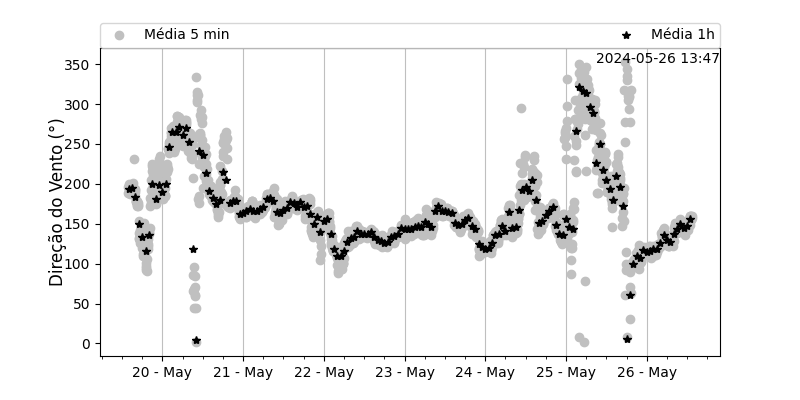 Média 5 min
Média 1h
2024-05-26 13:47
Direção do Vento (°)
350
300
250
200
150
100
50
0
20 - May
21 - May
22 - May
23 - May
24 - May
25 - May
26 - May